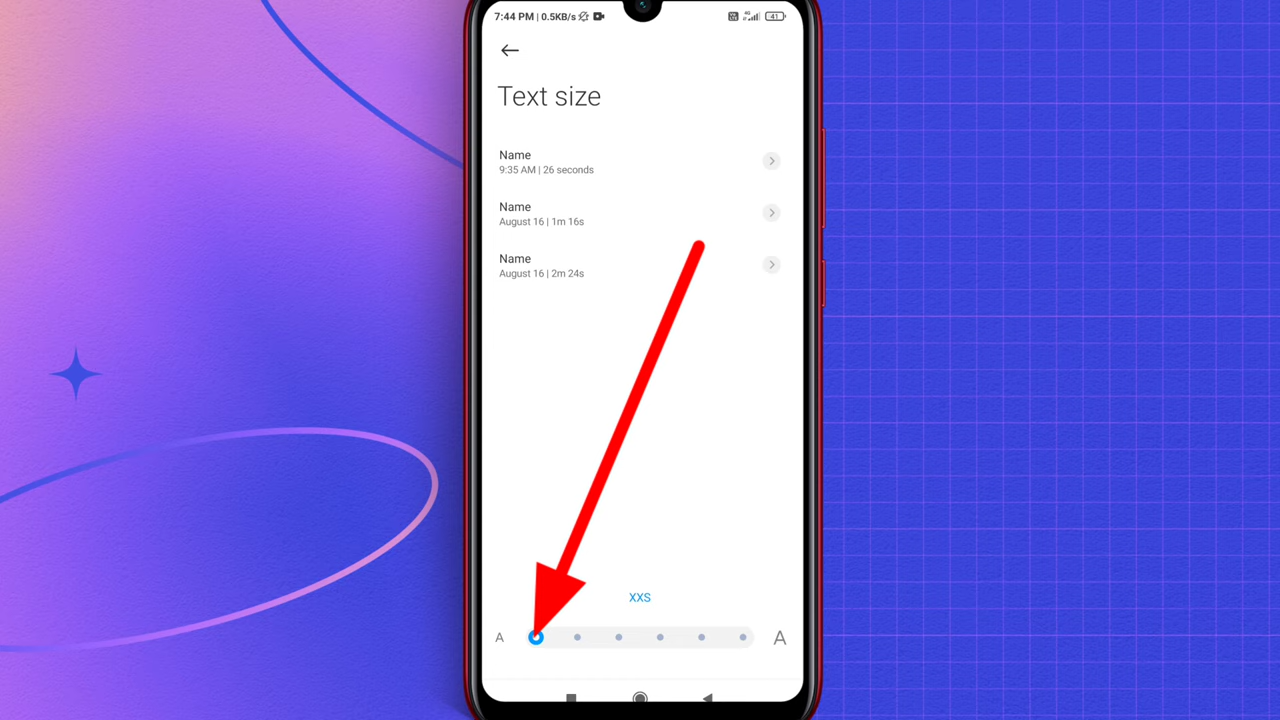 7:44 PM | 0.5KB/s 4G 41
Text size
Name
9:35 AM | 26 seconds
Name
August 16 | 1m 16s
Name
August 16 | 2m 24s
XXS
A A